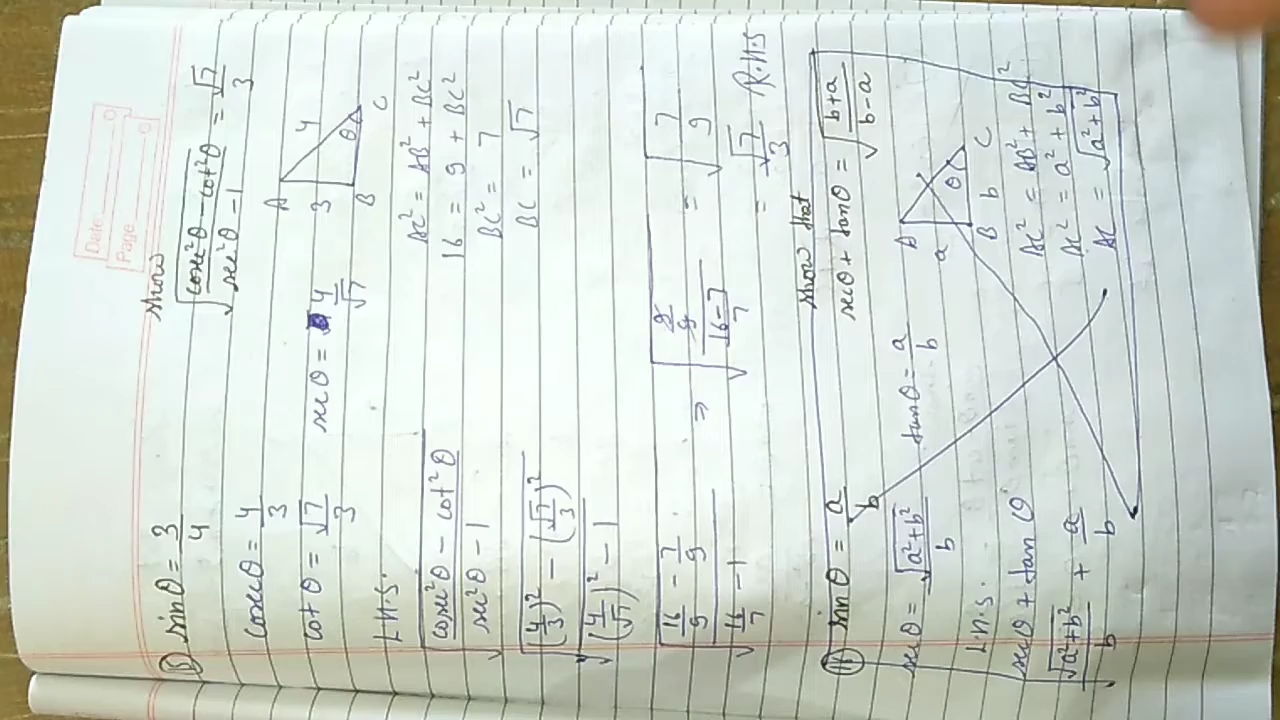 Date
Page
(5) sinθ = 3/4 show √((cosec²θ - cot²θ)/(sec²θ - 1)) = √7/3
cosecθ = 4/3
cotθ = √7/3 secθ = 4/√7
A
3 4
θ
B C
L.H.S.
√((cosec²θ - cot²θ)/(sec²θ - 1))
AC² = AB² + BC²
16 = 9 + BC²
BC² = 7
BC = √7
√(((4/3)² - (√7/3)²)/((4/√7)² - 1))
√((16/9 - 7/9)/(16/7 - 1)) ⇒ √((9/9)/((16-7)/7)) = √(7/9)
= √7/3 R.H.S
sinθ = a/b show that
secθ + tanθ = √((b+a)/(b-a))
secθ = √(a²+b²)/b tanθ = a/b
A
a
θ
B b C
L.H.S.
secθ + tanθ
√(a²+b²)/b + a/b
AC² = AB² + BC²
AC² = a² + b²
AC = √(a²+b²)